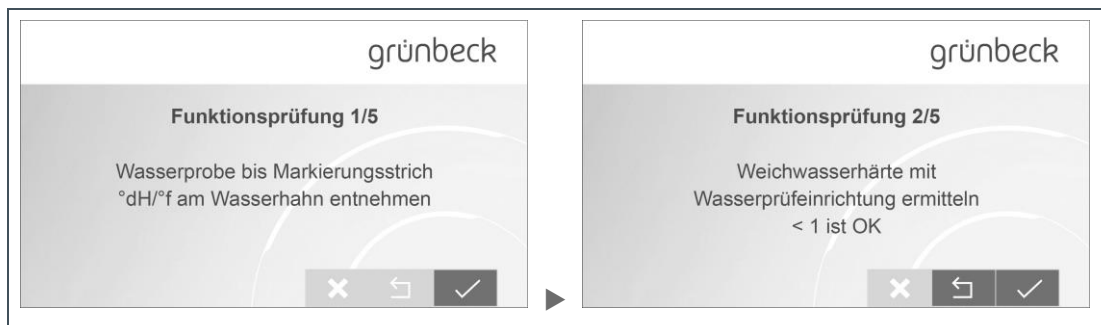 grünbeck
Funktionsprüfung 1/5
Wasserprobe bis Markierungsstrich
°dH/°f am Wasserhahn entnehmen
grünbeck
Funktionsprüfung 2/5
Weichwasserhärte mit
Wasserprüfeinrichtung ermitteln
< 1 ist OK